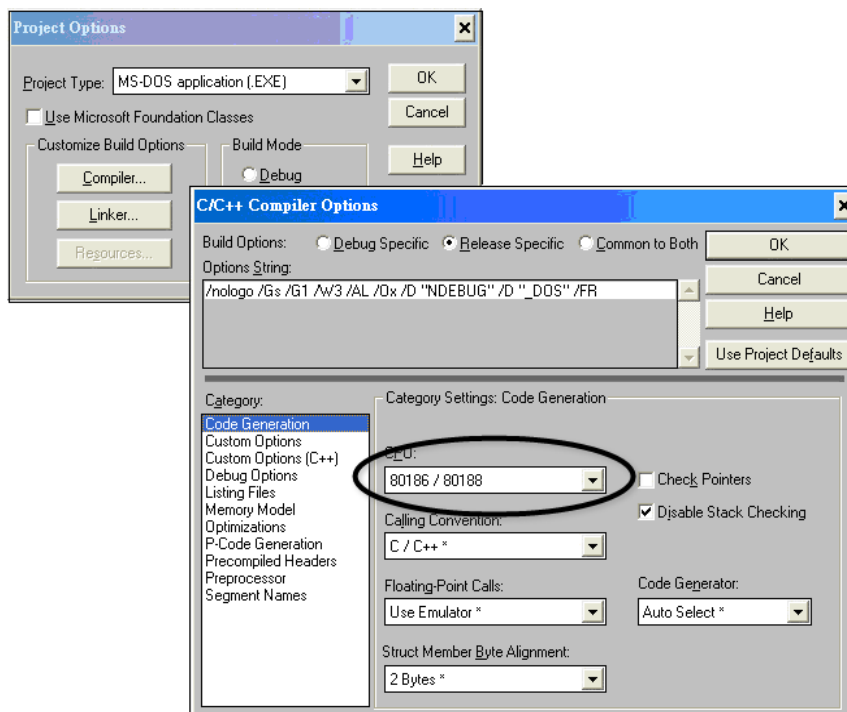 Project Options
Project Type: MS-DOS application (.EXE)
OK
Use Microsoft Foundation Classes
Cancel
Customize Build Options
Build Mode
Help
Compiler...
Debug
Linker...
Resources...
C/C++ Compiler Options
Build Options: Debug Specific Release Specific Common to Both
OK
Options String:
/nologo /Gs /G1 /W3 /AL /Ox /D "NDEBUG" /D "_DOS" /FR
Cancel
Help
Use Project Defaults
Category:
Code Generation
Custom Options
Custom Options (C++)
Debug Options
Listing Files
Memory Model
Optimizations
P-Code Generation
Precompiled Headers
Preprocessor
Segment Names
Category Settings: Code Generation
CPU:
80186 / 80188
Check Pointers
Disable Stack Checking
Calling Convention:
C / C++ *
Floating-Point Calls:
Use Emulator *
Code Generator:
Auto Select *
Struct Member Byte Alignment:
2 Bytes *